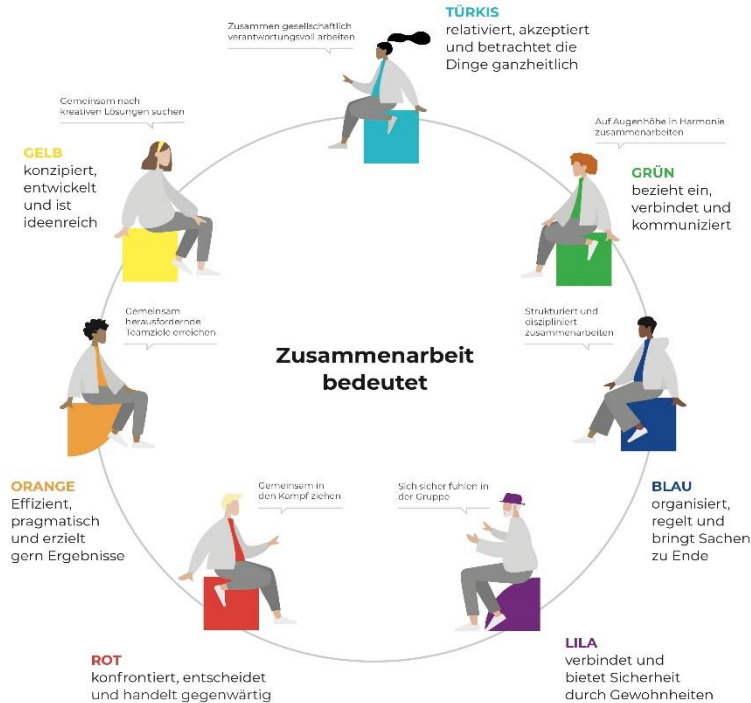 Zusammen gesellschaftlich
verantwortungsvoll arbeiten
TÜRKIS
relativiert, akzeptiert
und betrachtet die
Dinge ganzheitlich
Gemeinsam nach
kreativen Lösungen suchen
GELB
konzipiert,
entwickelt
und ist
ideenreich
Auf Augenhöhe in Harmonie
zusammenarbeiten
GRÜN
bezieht ein,
verbindet und
kommuniziert
Gemeinsam
herausfordernde
Teamziele erreichen
Strukturiert und
diszipliniert
zusammenarbeiten
Zusammenarbeit
bedeutet
ORANGE
Effizient,
pragmatisch
und erzielt
gern Ergebnisse
Gemeinsam in
den Kampf ziehen
Sich sicher fühlen in
der Gruppe
BLAU
organisiert,
regelt und
bringt Sachen
zu Ende
ROT
konfrontiert, entscheidet
und handelt gegenwärtig
LILA
verbindet und
bietet Sicherheit
durch Gewohnheiten